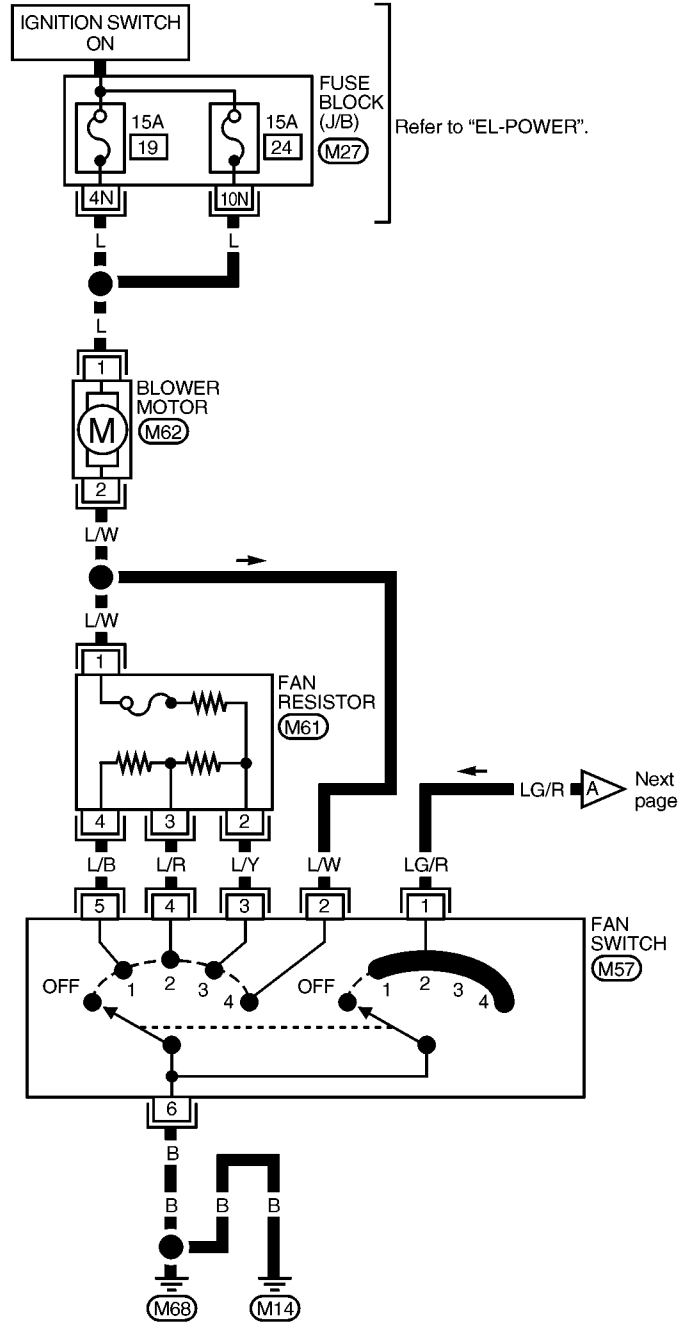 IGNITION SWITCH
ON
FUSE
BLOCK
(J/B)
M27
15A
19
15A
24
Refer to "EL-POWER".
4N
10N
L
L
L
1
BLOWER
MOTOR
M62
M
2
L/W
L/W
1
FAN
RESISTOR
M61
4
3
2
LG/R
A
Next
page
L/B
L/R
L/Y
L/W
LG/R
5
4
3
2
1
FAN
SWITCH
M57
OFF
1
2
3
4
OFF
1
2
3
4
6
B
B
B
B
M68
M14